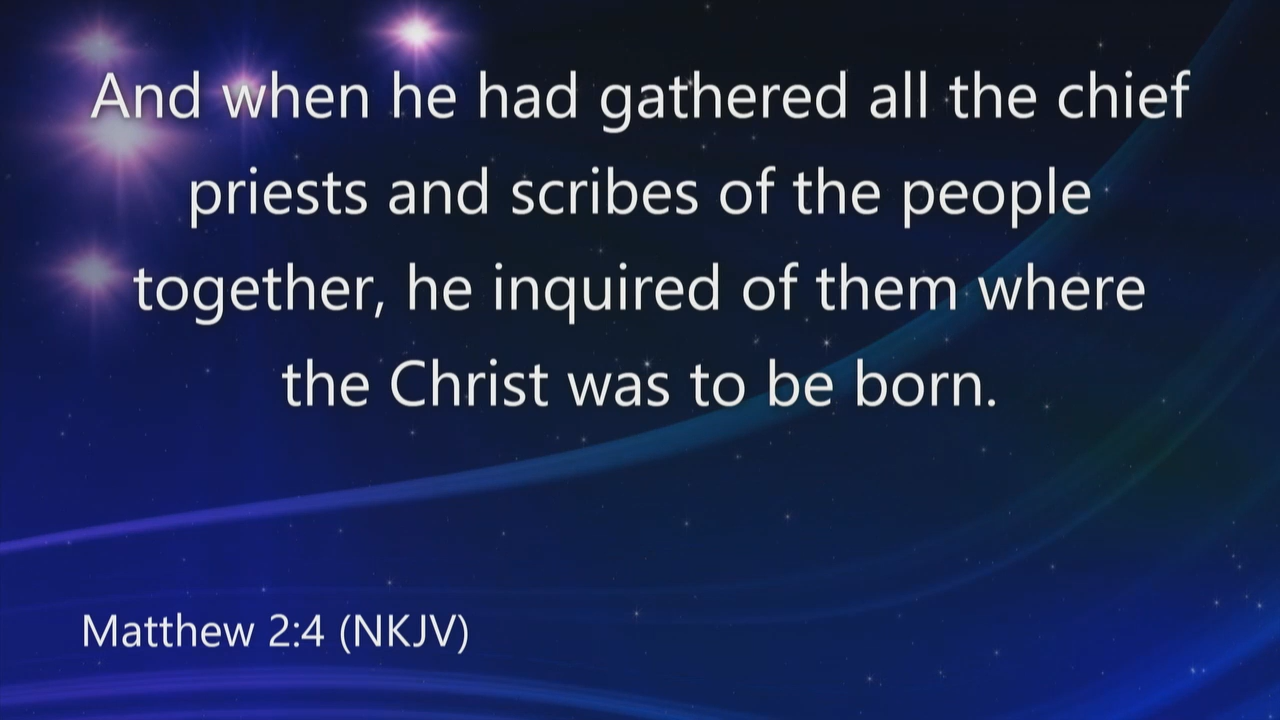 And when he had gathered all the chief
priests and scribes of the people
together, he inquired of them where
the Christ was to be born.
Matthew 2:4 (NKJV)